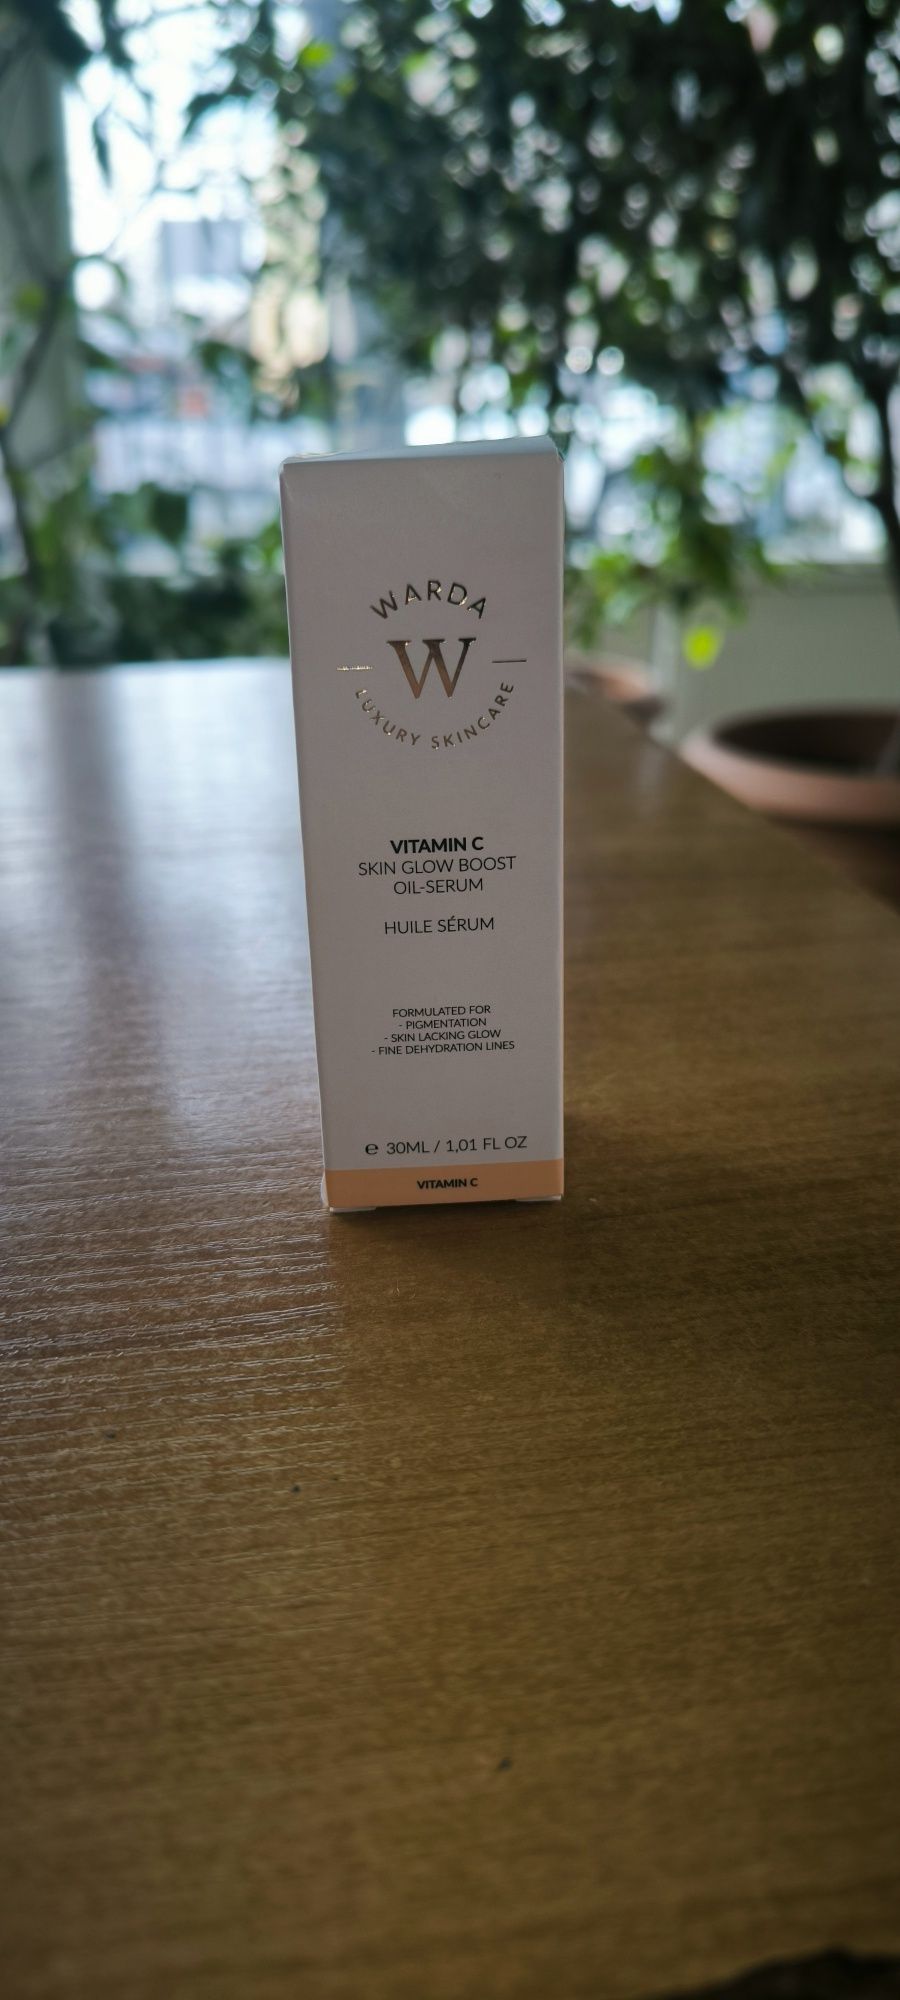 WARDA
W
LUXURY SKINCARE
VITAMIN C
SKIN GLOW BOOST
OIL-SERUM
HUILE SÉRUM
FORMULATED FOR
- PIGMENTATION
- SKIN LACKING GLOW
- FINE DEHYDRATION LINES
℮ 30ML / 1,01 FL OZ
VITAMIN C